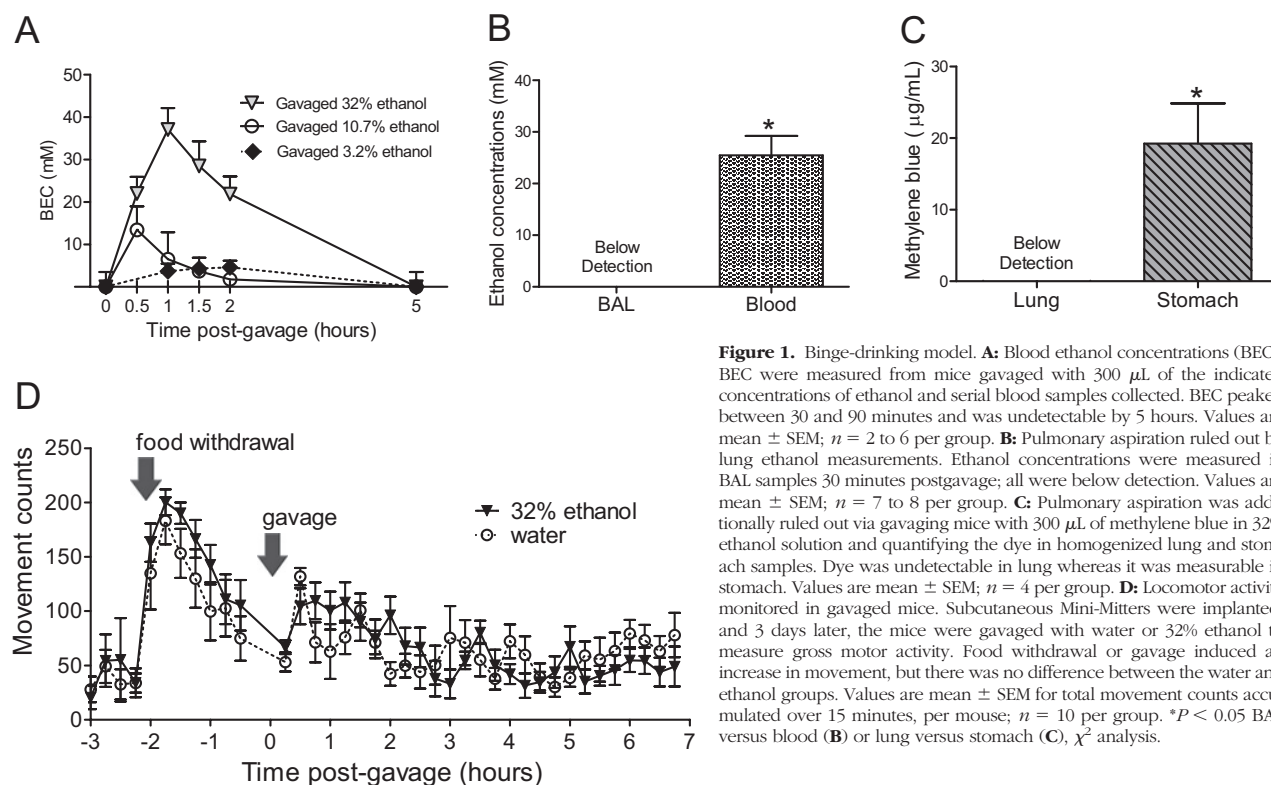 A
BEC (mM)
50
40
30
20
10
0 0.5 1 1.5 2 5
Time post-gavage (hours)
Gavaged 32% ethanol
Gavaged 10.7% ethanol
Gavaged 3.2% ethanol
B
Ethanol concentrations (mM)
40
30
20
10
0
Below
Detection
*
BAL Blood
C
Methylene blue ( μg/mL)
30
20
10
0
Below
Detection
*
Lung Stomach
D
Movement counts
250
200
150
100
50
0
food withdrawal
gavage
32% ethanol
water
-3 -2 -1 0 1 2 3 4 5 6 7
Time post-gavage (hours)
Figure 1. Binge-drinking model. A: Blood ethanol concentrations (BEC
BEC were measured from mice gavaged with 300 μL of the indicate
concentrations of ethanol and serial blood samples collected. BEC peake
between 30 and 90 minutes and was undetectable by 5 hours. Values ar
mean ± SEM; n = 2 to 6 per group. B: Pulmonary aspiration ruled out b
lung ethanol measurements. Ethanol concentrations were measured i
BAL samples 30 minutes postgavage; all were below detection. Values ar
mean ± SEM; n = 7 to 8 per group. C: Pulmonary aspiration was addi
tionally ruled out via gavaging mice with 300 μL of methylene blue in 32%
ethanol solution and quantifying the dye in homogenized lung and stom
ach samples. Dye was undetectable in lung whereas it was measurable i
stomach. Values are mean ± SEM; n = 4 per group. D: Locomotor activit
monitored in gavaged mice. Subcutaneous Mini-Mitters were implanted
and 3 days later, the mice were gavaged with water or 32% ethanol t
measure gross motor activity. Food withdrawal or gavage induced a
increase in movement, but there was no difference between the water an
ethanol groups. Values are mean ± SEM for total movement counts accu
mulated over 15 minutes, per mouse; n = 10 per group. *P < 0.05 BA
versus blood (B) or lung versus stomach (C), χ2 analysis.